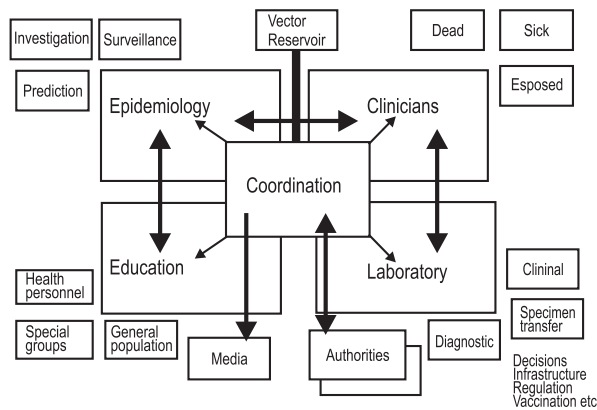 Investigation
Surveillance
Vector
Reservoir
Dead
Sick
Prediction
Esposed
Epidemiology
Clinicians
Coordination
Education
Laboratory
Health
personnel
Clininal
Special
groups
General
population
Media
Authorities
Diagnostic
Specimen
transfer
Decisions
Infrastructure
Regulation
Vaccination etc